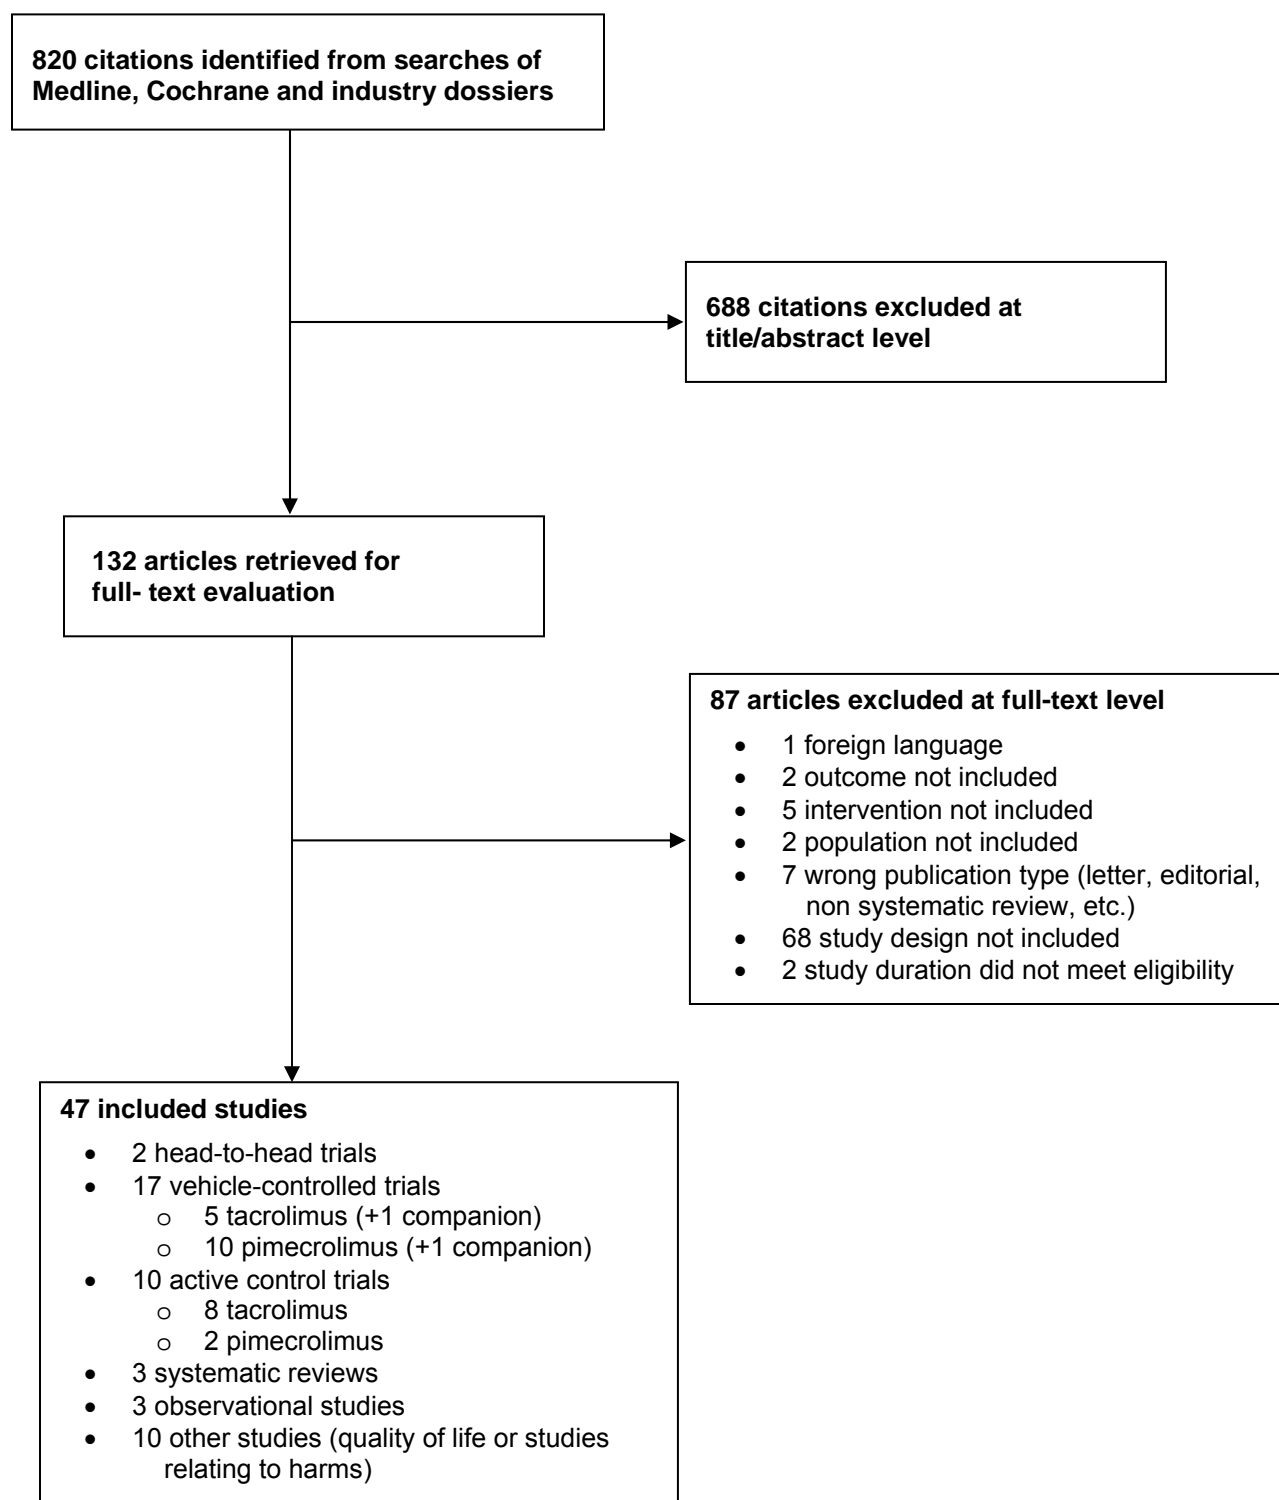 820 citations identified from searches of
Medline, Cochrane and industry dossiers
688 citations excluded at
title/abstract level
132 articles retrieved for
full- text evaluation
87 articles excluded at full-text level
• 1 foreign language
• 2 outcome not included
• 5 intervention not included
• 2 population not included
• 7 wrong publication type (letter, editorial,
non systematic review, etc.)
• 68 study design not included
• 2 study duration did not meet eligibility
47 included studies
• 2 head-to-head trials
• 17 vehicle-controlled trials
o 5 tacrolimus (+1 companion)
o 10 pimecrolimus (+1 companion)
• 10 active control trials
o 8 tacrolimus
o 2 pimecrolimus
• 3 systematic reviews
• 3 observational studies
• 10 other studies (quality of life or studies
relating to harms)